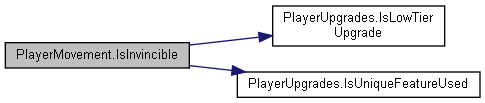 PlayerMovement.IsInvincible
PlayerUpgrades.IsLowTier
Upgrade
PlayerUpgrades.IsUniqueFeatureUsed